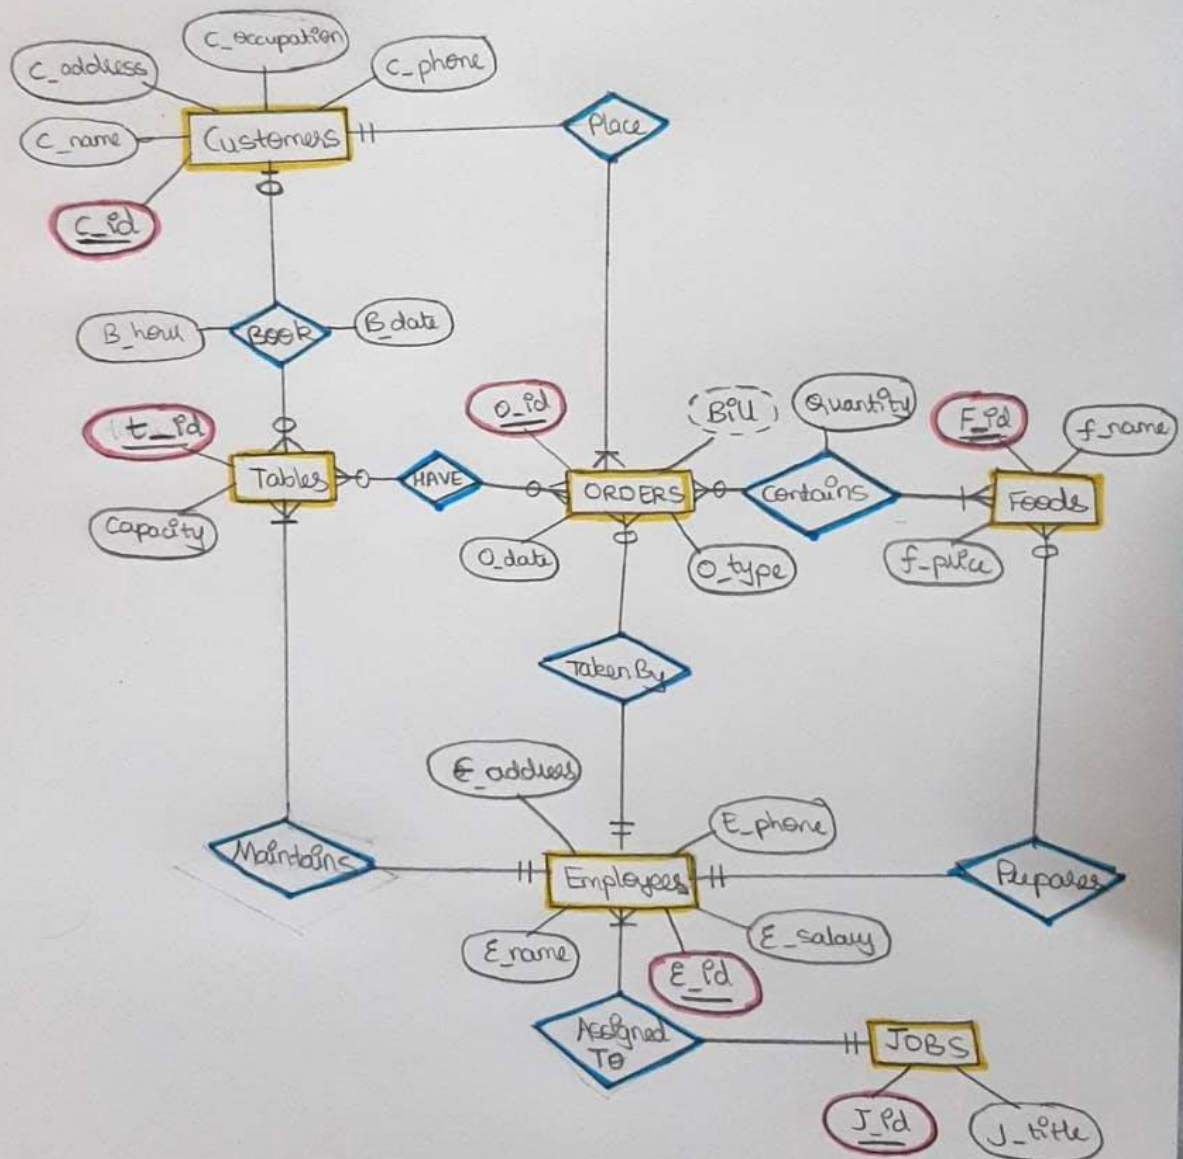 C_occupation
C_address
C_phone
C_name
Customers
Place
C_id
B_hour
Book
B_date
t_id
O_id
Bill
Quantity
F_id
f_name
Tables
HAVE
ORDERS
Contains
Foods
Capacity
O_date
O_type
f_price
Taken By
E_address
E_phone
Maintains
Employees
Prepares
E_name
E_id
E_salary
Assigned
To
JOBS
J_id
J_title